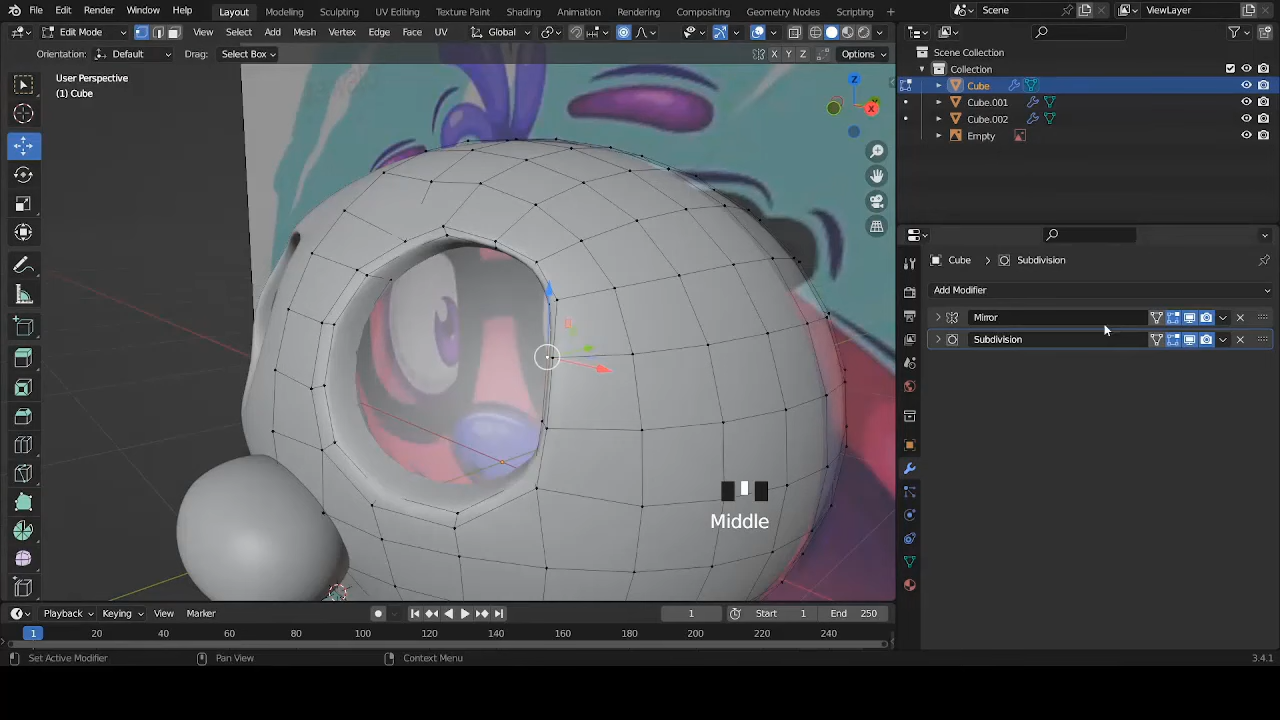 File Edit Render Window Help Layout Modeling Sculpting UV Editing Texture Paint Shading Animation Rendering Compositing Scripting Scene ViewLayer
Edit Mode View Select Add Mesh Vertex Edge Face UV Global
Orientation: Default Drag: Select Box X Y Z Options
Scene Collection
Collection
Cube
Cube.001
Cube.002
Empty
User Perspective
(1) Cube
Z
X
Cube > Subdivision
Add Modifier
Mirror
Subdivision
Middle
Playback Keying View Marker 1 Start 1 End 250
1 20 40 60 80 100 120 140 160 180 200 220 240
Set Active Modifier Pan View Context Menu 3.4.1